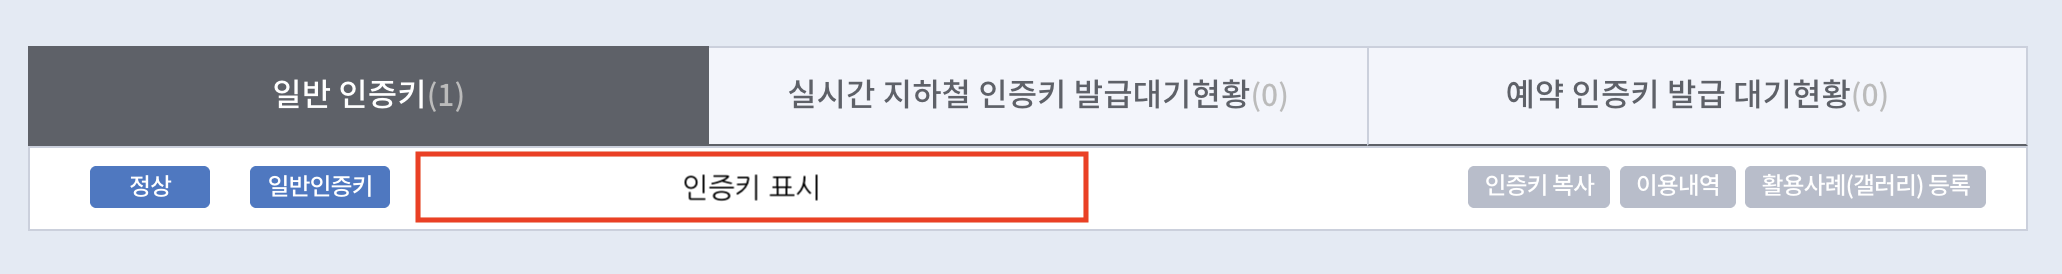 일반 인증키(1) 실시간 지하철 인증키 발급대기현황(0) 예약 인증키 발급 대기현황(0)
정상 일반인증키 인증키 표시 인증키 복사 이용내역 활용사례(갤러리) 등록